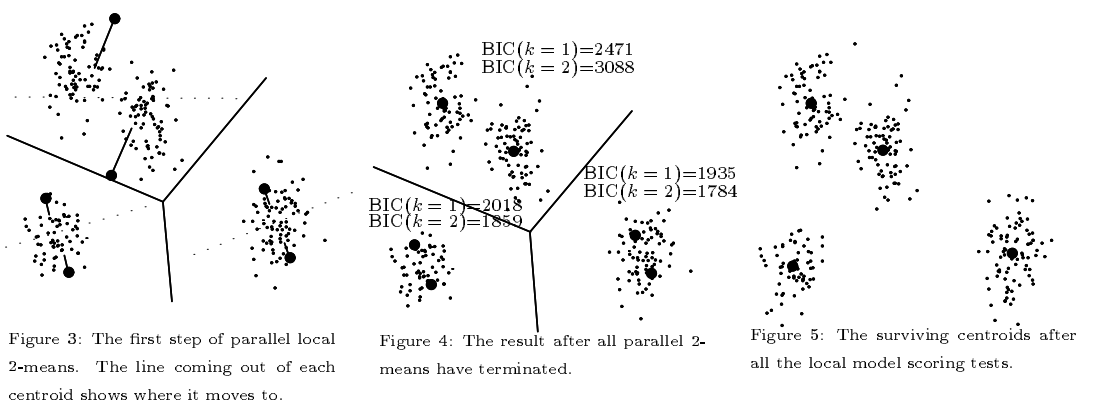 BIC(k = 1)=2471
BIC(k = 2)=3088
BIC(k = 1)=1935
BIC(k = 2)=1784
BIC(k = 1)=2018
BIC(k = 2)=1859
Figure 3: The first step of parallel local
2-means. The line coming out of each
centroid shows where it moves to.
Figure 4: The result after all parallel 2-
means have terminated.
Figure 5: The surviving centroids after
all the local model scoring tests.